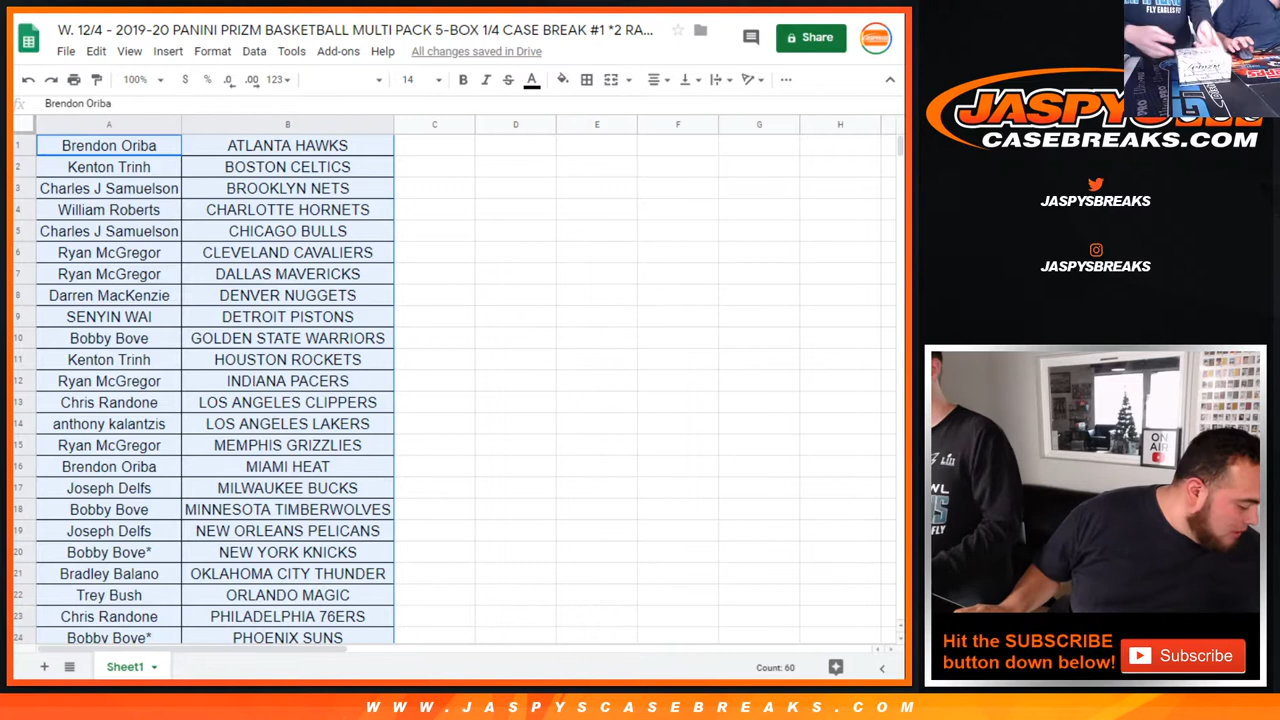 W. 12/4 - 2019-20 PANINI PRIZM BASKETBALL MULTI PACK 5-BOX 1/4 CASE BREAK #1 *2 RA...
File Edit View Insert Format Data Tools Add-ons Help All changes saved in Drive
Share
100% $ % .0 .00 123 14 B I S A
fx Brendon Oriba
A B C D E F G H
1 Brendon Oriba ATLANTA HAWKS
2 Kenton Trinh BOSTON CELTICS
3 Charles J Samuelson BROOKLYN NETS
4 William Roberts CHARLOTTE HORNETS
5 Charles J Samuelson CHICAGO BULLS
6 Ryan McGregor CLEVELAND CAVALIERS
7 Ryan McGregor DALLAS MAVERICKS
8 Darren MacKenzie DENVER NUGGETS
9 SENYIN WAI DETROIT PISTONS
10 Bobby Bove GOLDEN STATE WARRIORS
11 Kenton Trinh HOUSTON ROCKETS
12 Ryan McGregor INDIANA PACERS
13 Chris Randone LOS ANGELES CLIPPERS
14 anthony kalantzis LOS ANGELES LAKERS
15 Ryan McGregor MEMPHIS GRIZZLIES
16 Brendon Oriba MIAMI HEAT
17 Joseph Delfs MILWAUKEE BUCKS
18 Bobby Bove MINNESOTA TIMBERWOLVES
19 Joseph Delfs NEW ORLEANS PELICANS
20 Bobby Bove* NEW YORK KNICKS
21 Bradley Balano OKLAHOMA CITY THUNDER
22 Trey Bush ORLANDO MAGIC
23 Chris Randone PHILADELPHIA 76ERS
24 Bobby Bove* PHOENIX SUNS
Sheet1
Count: 60
FLY EAGLES FLY
CASEBREAKS.COM
JASPYSBREAKS
JASPYSBREAKS
ON
AIR
LII
FLY
Hit the SUBSCRIBE
button down below!
Subscribe
WWW.JASPYSCASEBREAKS.COM